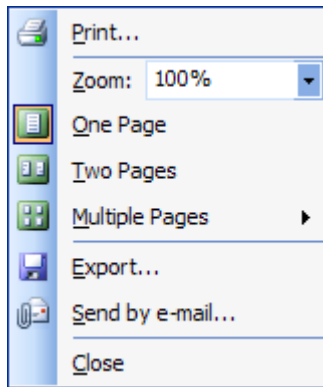 Print...
Zoom: 100%
One Page
Two Pages
Multiple Pages
Export...
Send by e-mail...
Close